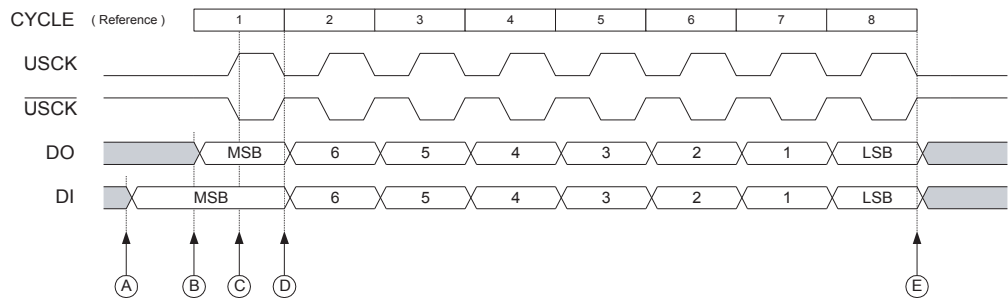 CYCLE ( Reference ) 1 2 3 4 5 6 7 8
USCK
USCK
DO MSB 6 5 4 3 2 1 LSB
DI MSB 6 5 4 3 2 1 LSB
A B C D E